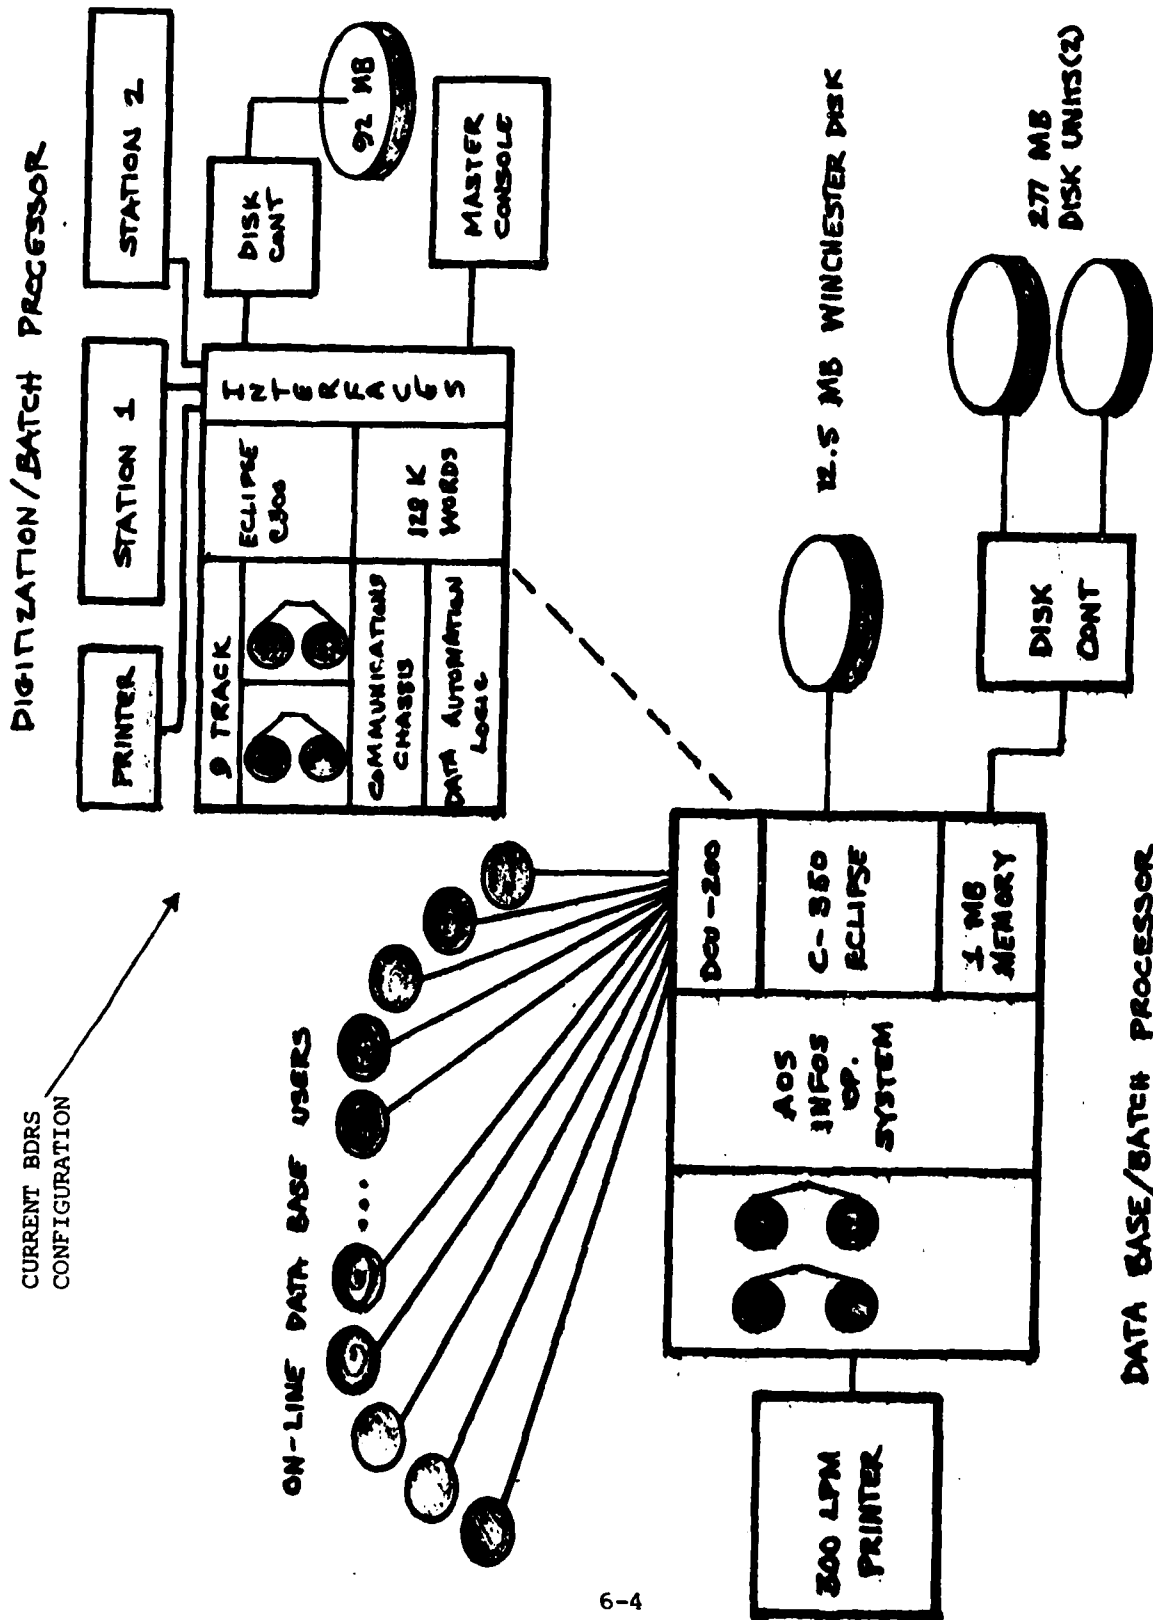 CURRENT BDRS
CONFIGURATION
DIGITIZATION/BATCH PROCESSOR
PRINTER
STATION 1
STATION 2
9 TRACK
ECLIPSE
C300
INTERFACES
COMMUNICATIONS
CHASSIS
128 K
WORDS
DATA AUTOMATION
LOGIC
DISK
CONT
92 MB
MASTER
CONSOLE
ON-LINE DATA BASE USERS
...
DCU-200
C-350
ECLIPSE
1 MB
MEMORY
AOS
INFOS
OP.
SYSTEM
12.5 MB WINCHESTER DISK
DISK
CONT
277 MB
DISK UNITS(2)
300 LPM
PRINTER
DATA BASE/BATCH PROCESSOR
6-4